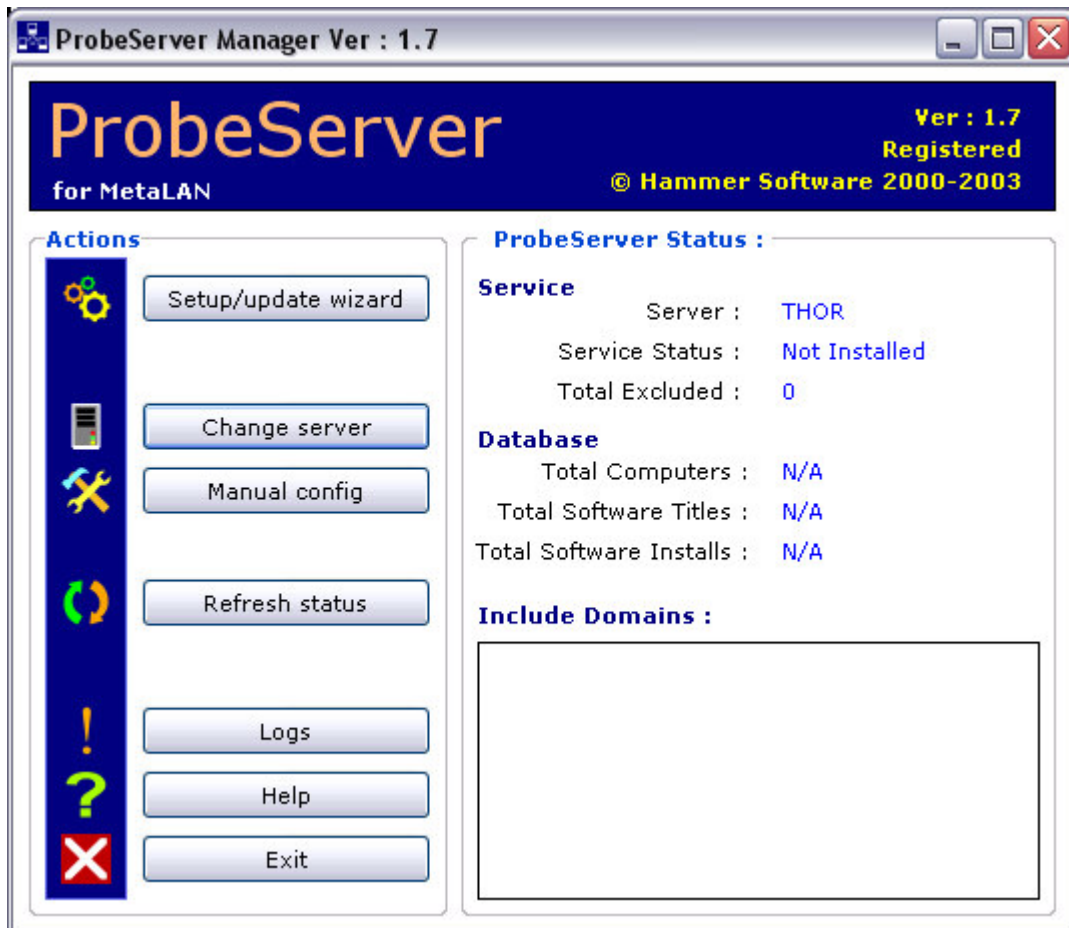 ProbeServer Manager Ver : 1.7
ProbeServer
for MetaLAN
Ver : 1.7
Registered
© Hammer Software 2000-2003
Actions
Setup/update wizard
Change server
Manual config
Refresh status
Logs
Help
Exit
ProbeServer Status :
Service
Server : THOR
Service Status : Not Installed
Total Excluded : 0
Database
Total Computers : N/A
Total Software Titles : N/A
Total Software Installs : N/A
Include Domains :